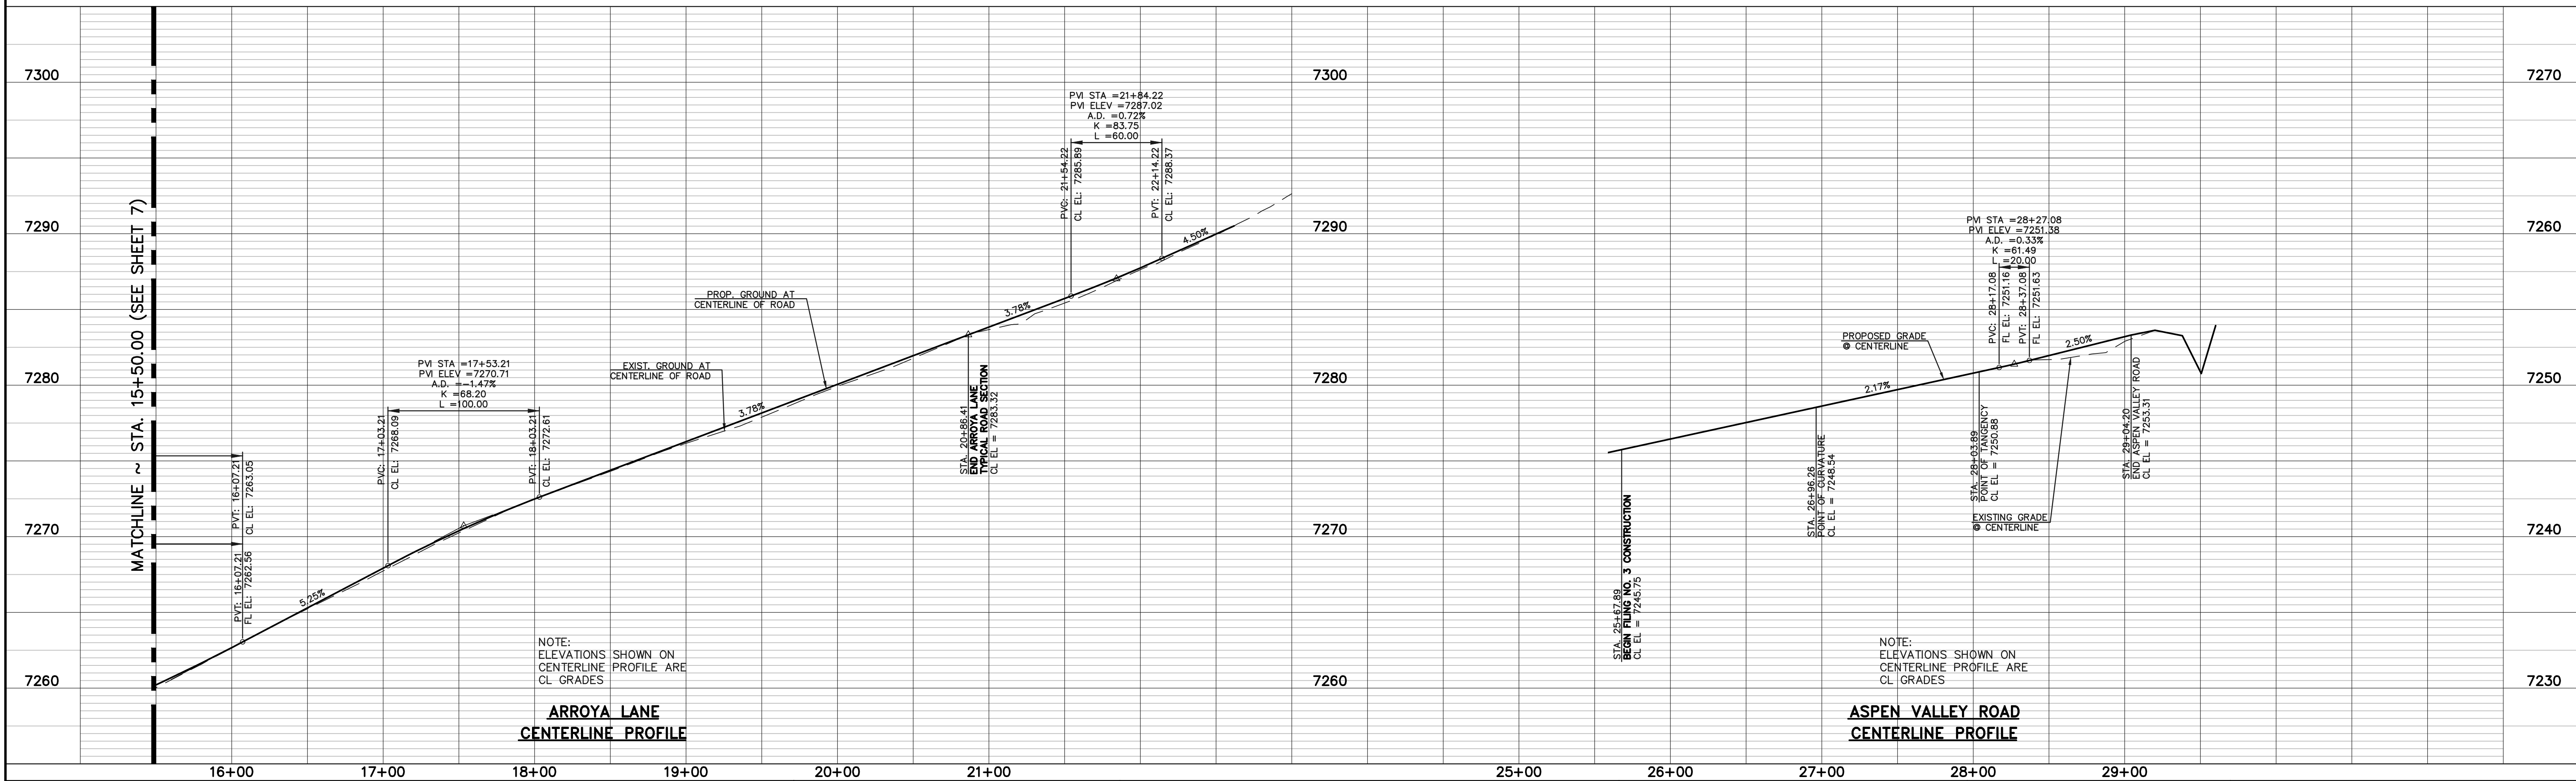 7300
7290
7280
7270
7260
MATCHLINE ~ STA. 15+50.00 (SEE SHEET 7)
PVT: 16+07.21
CL EL: 7263.05
PVT: 16+07.21
FL EL: 7262.56
5.25%
PVI STA =17+53.21
PVI ELEV =7270.71
A.D. =-1.47%
K =68.20
L =100.00
PVC: 17+03.21
CL EL: 7268.09
PVT: 18+03.21
CL EL: 7272.61
EXIST. GROUND AT
CENTERLINE OF ROAD
PROP. GROUND AT
CENTERLINE OF ROAD
3.78%
STA. 20+86.41
END ARROYA LANE
TYPICAL ROAD SECTION
CL EL = 7283.32
3.78%
PVI STA =21+84.22
PVI ELEV =7287.02
A.D. =0.72%
K =83.75
L =60.00
PVC: 21+54.22
CL EL: 7285.89
PVT: 22+14.22
CL EL: 7288.37
4.50%
NOTE:
ELEVATIONS SHOWN ON
CENTERLINE PROFILE ARE
CL GRADES
ARROYA LANE
CENTERLINE PROFILE
16+00
17+00
18+00
19+00
20+00
21+00
7300
7290
7280
7270
7260
STA. 25+67.89
BEGIN FILING NO. 3 CONSTRUCTION
CL EL = 7245.75
STA. 26+96.26
POINT OF CURVATURE
CL EL = 7248.54
PROPOSED GRADE
@ CENTERLINE
2.17%
STA. 28+03.89
POINT OF TANGENCY
CL EL = 7250.88
PVI STA =28+27.08
PVI ELEV =7251.38
A.D. =0.33%
K =61.49
L =20.00
PVC: 28+17.08
FL EL: 7251.16
PVT: 28+37.08
FL EL: 7251.63
2.50%
EXISTING GRADE
@ CENTERLINE
STA. 29+04.20
END ASPEN VALLEY ROAD
CL EL = 7253.31
NOTE:
ELEVATIONS SHOWN ON
CENTERLINE PROFILE ARE
CL GRADES
ASPEN VALLEY ROAD
CENTERLINE PROFILE
25+00
26+00
27+00
28+00
29+00
7270
7260
7250
7240
7230